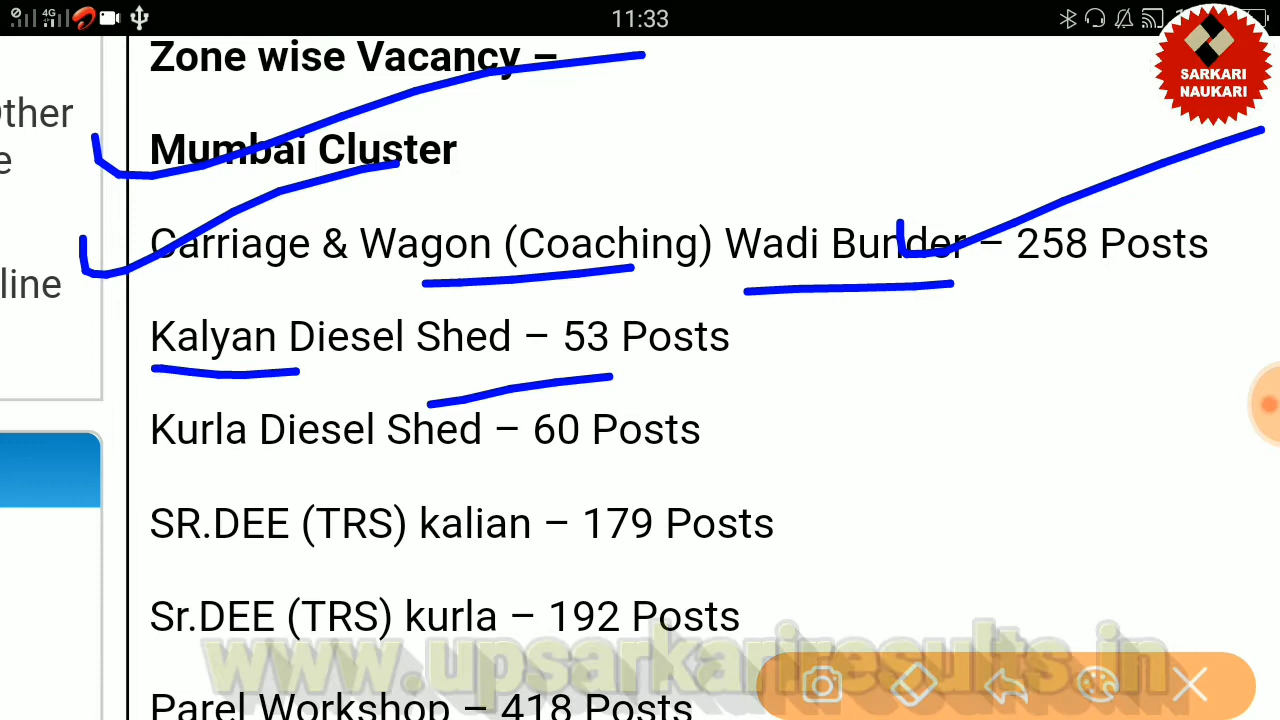 4G
11:33
Zone wise Vacancy –
SARKARI
NAUKARI
Other
e
Mumbai Cluster
Carriage & Wagon (Coaching) Wadi Bunder – 258 Posts
line
Kalyan Diesel Shed – 53 Posts
Kurla Diesel Shed – 60 Posts
SR.DEE (TRS) kalian – 179 Posts
Sr.DEE (TRS) kurla – 192 Posts
www.upsarkariresults.in
Parel Workshop – 418 Posts